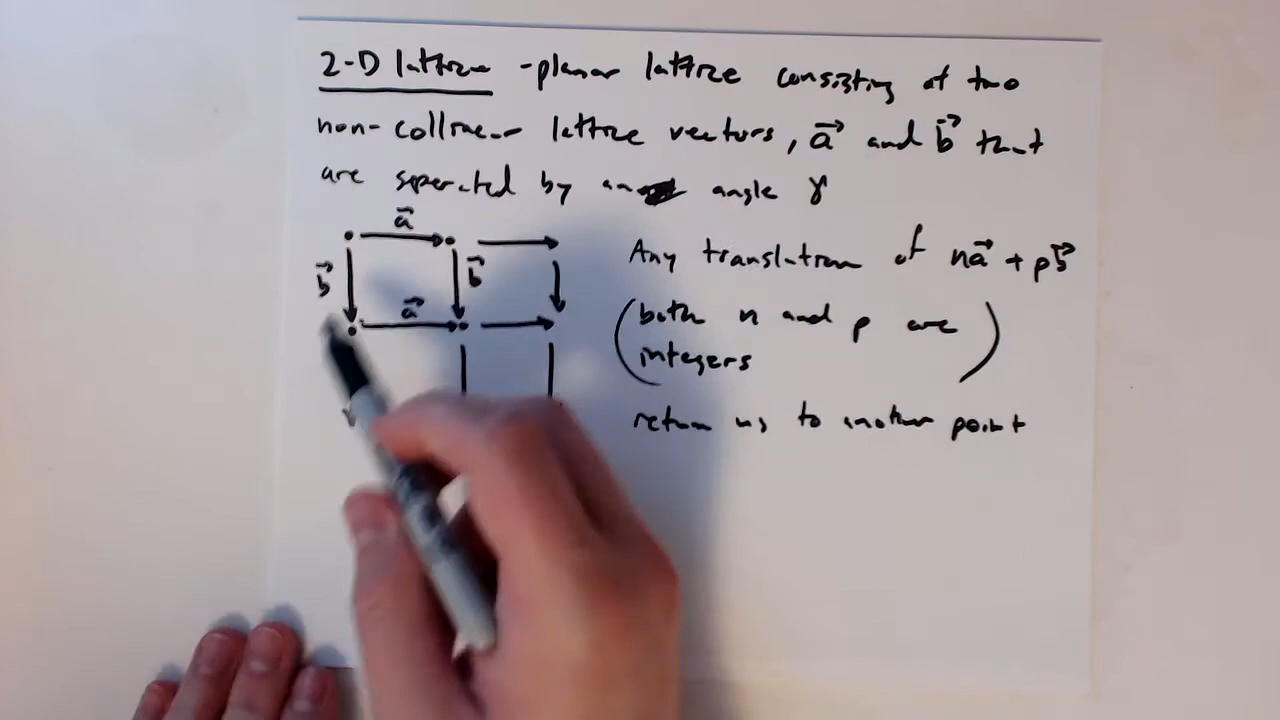 2-D lattice - planar lattice consisting of two
non-collinear lattice vectors, a⃗ and b⃗ that
are seperated by an angle γ
a⃗
b⃗ b⃗
a⃗
Any translation of na⃗ + pb⃗
(both n and p are
integers)
return us to another point